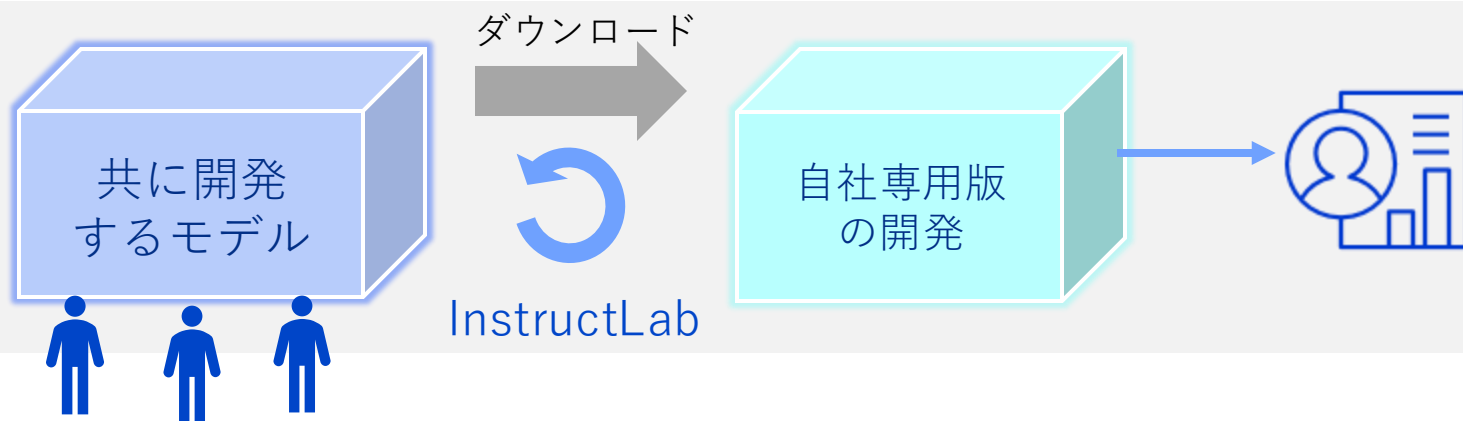 ダウンロード
共に開発
するモデル
InstructLab
自社専用版
の開発